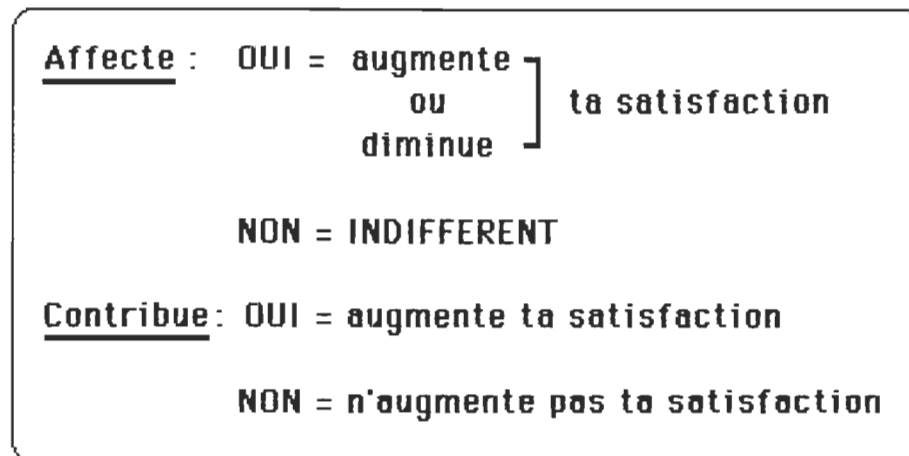 Affecte : OUI = augmente
ou ta satisfaction
diminue
NON = INDIFFERENT
Contribue : OUI = augmente ta satisfaction
NON = n'augmente pas ta satisfaction